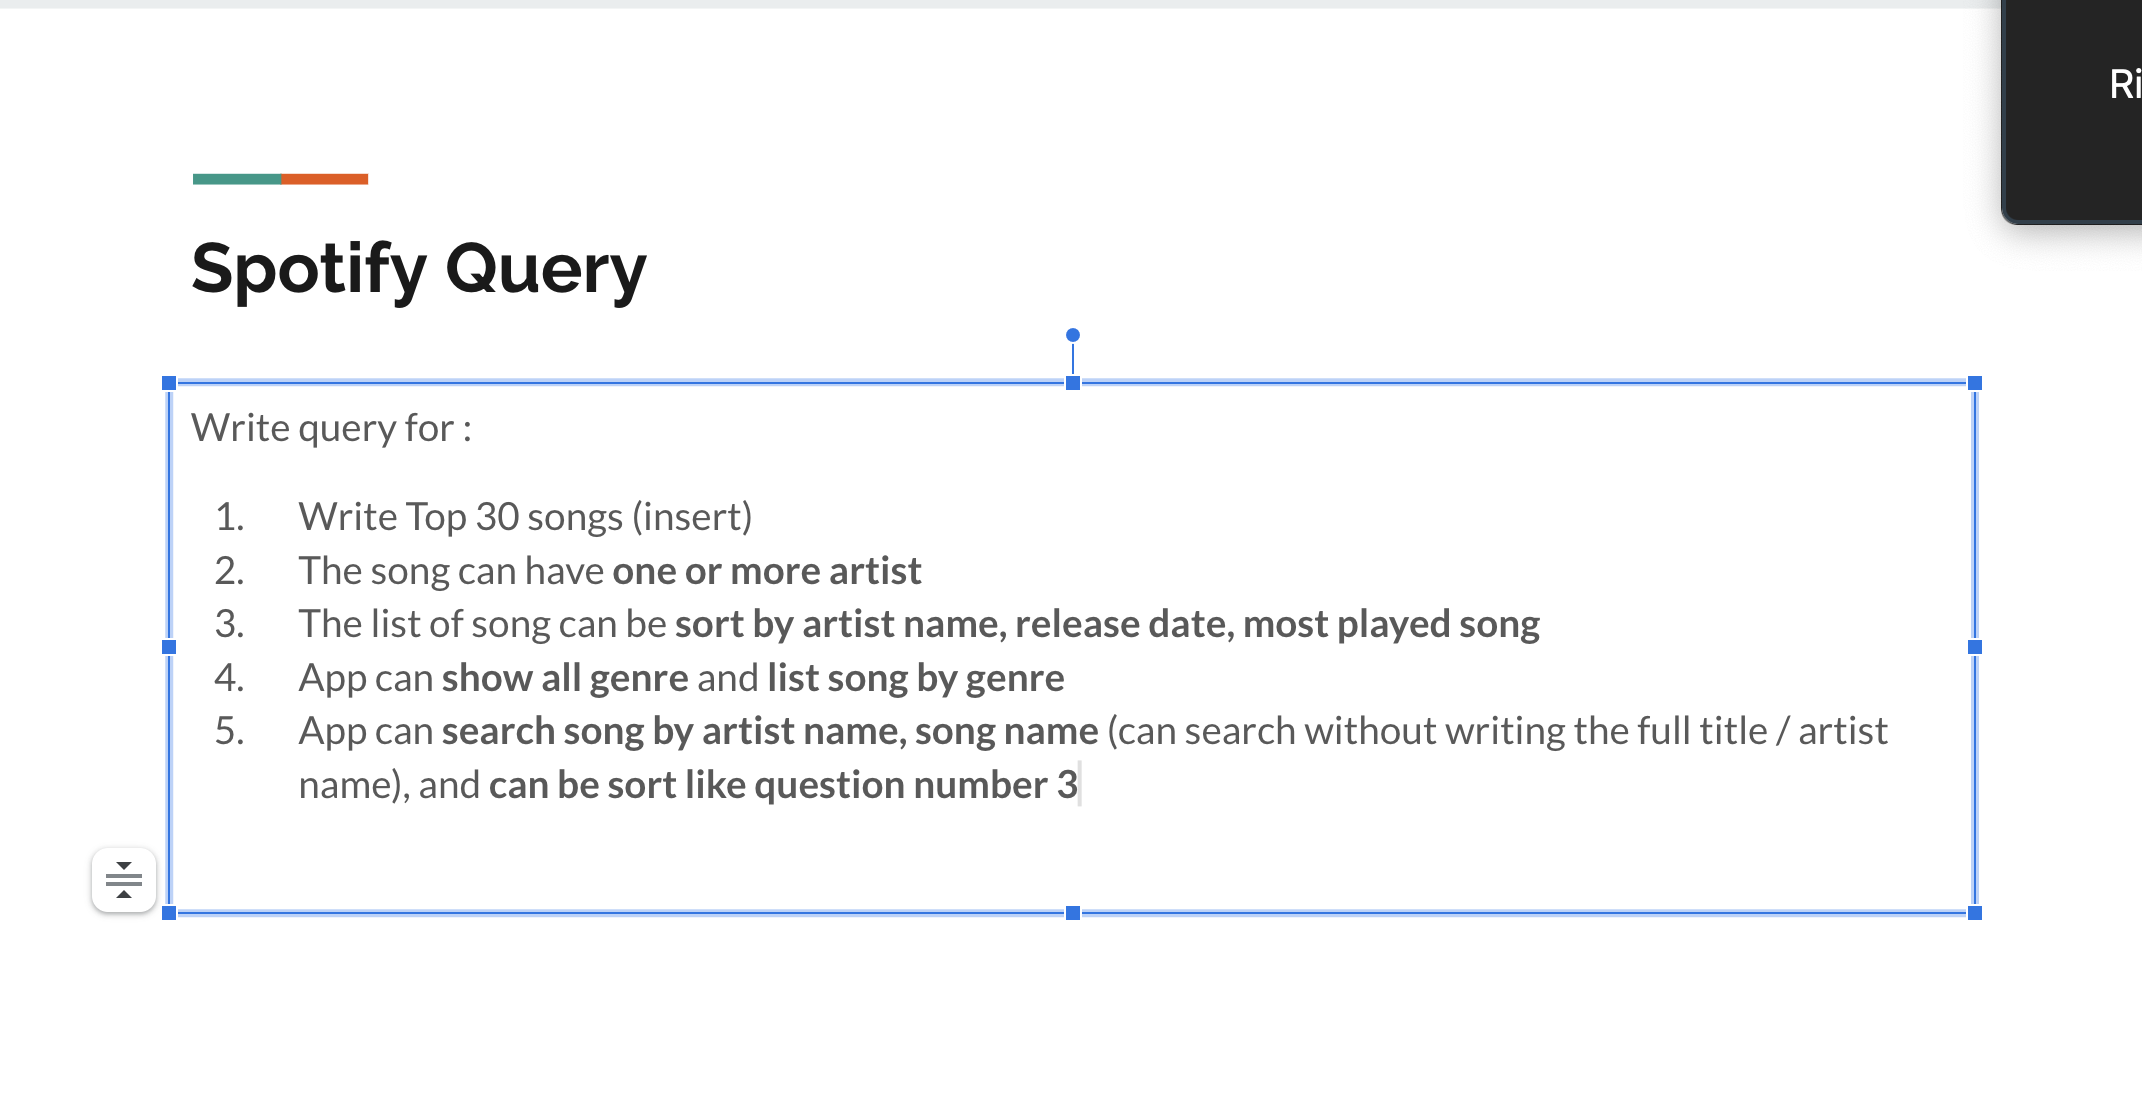 Ri
Spotify Query
Write query for :
1. Write Top 30 songs (insert)
2. The song can have one or more artist
3. The list of song can be sort by artist name, release date, most played song
4. App can show all genre and list song by genre
5. App can search song by artist name, song name (can search without writing the full title / artist
name), and can be sort like question number 3